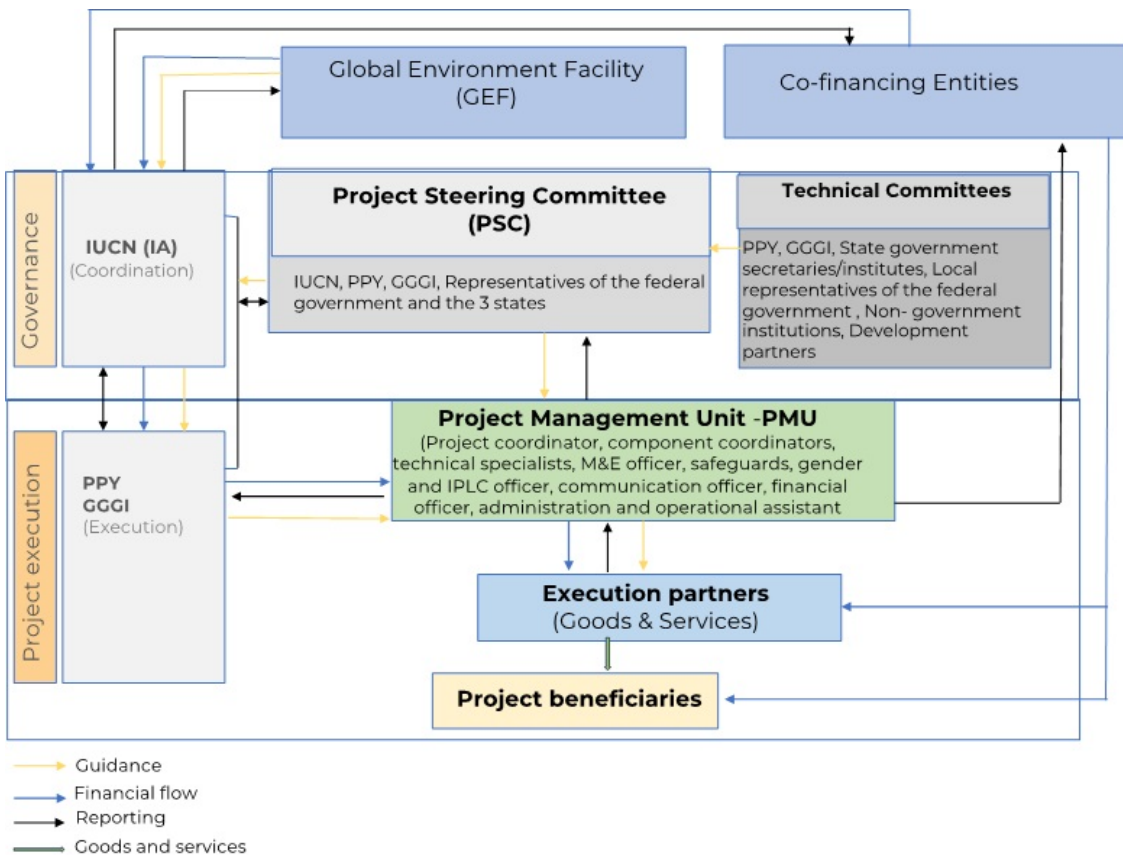 Global Environment Facility
(GEF)
Co-financing Entities
Governance
IUCN (IA)
(Coordination)
Project Steering Committee
(PSC)
IUCN, PPY, GGGI, Representatives of the federal
government and the 3 states
Technical Committees
PPY, GGGI, State government
secretaries/institutes, Local
representatives of the federal
government , Non- government
institutions, Development
partners
Project execution
PPY
GGGI
(Execution)
Project Management Unit -PMU
(Project coordinator, component coordinators,
technical specialists, M&E officer, safeguards, gender
and IPLC officer, communication officer, financial
officer, administration and operational assistant
Execution partners
(Goods & Services)
Project beneficiaries
Guidance
Financial flow
Reporting
Goods and services